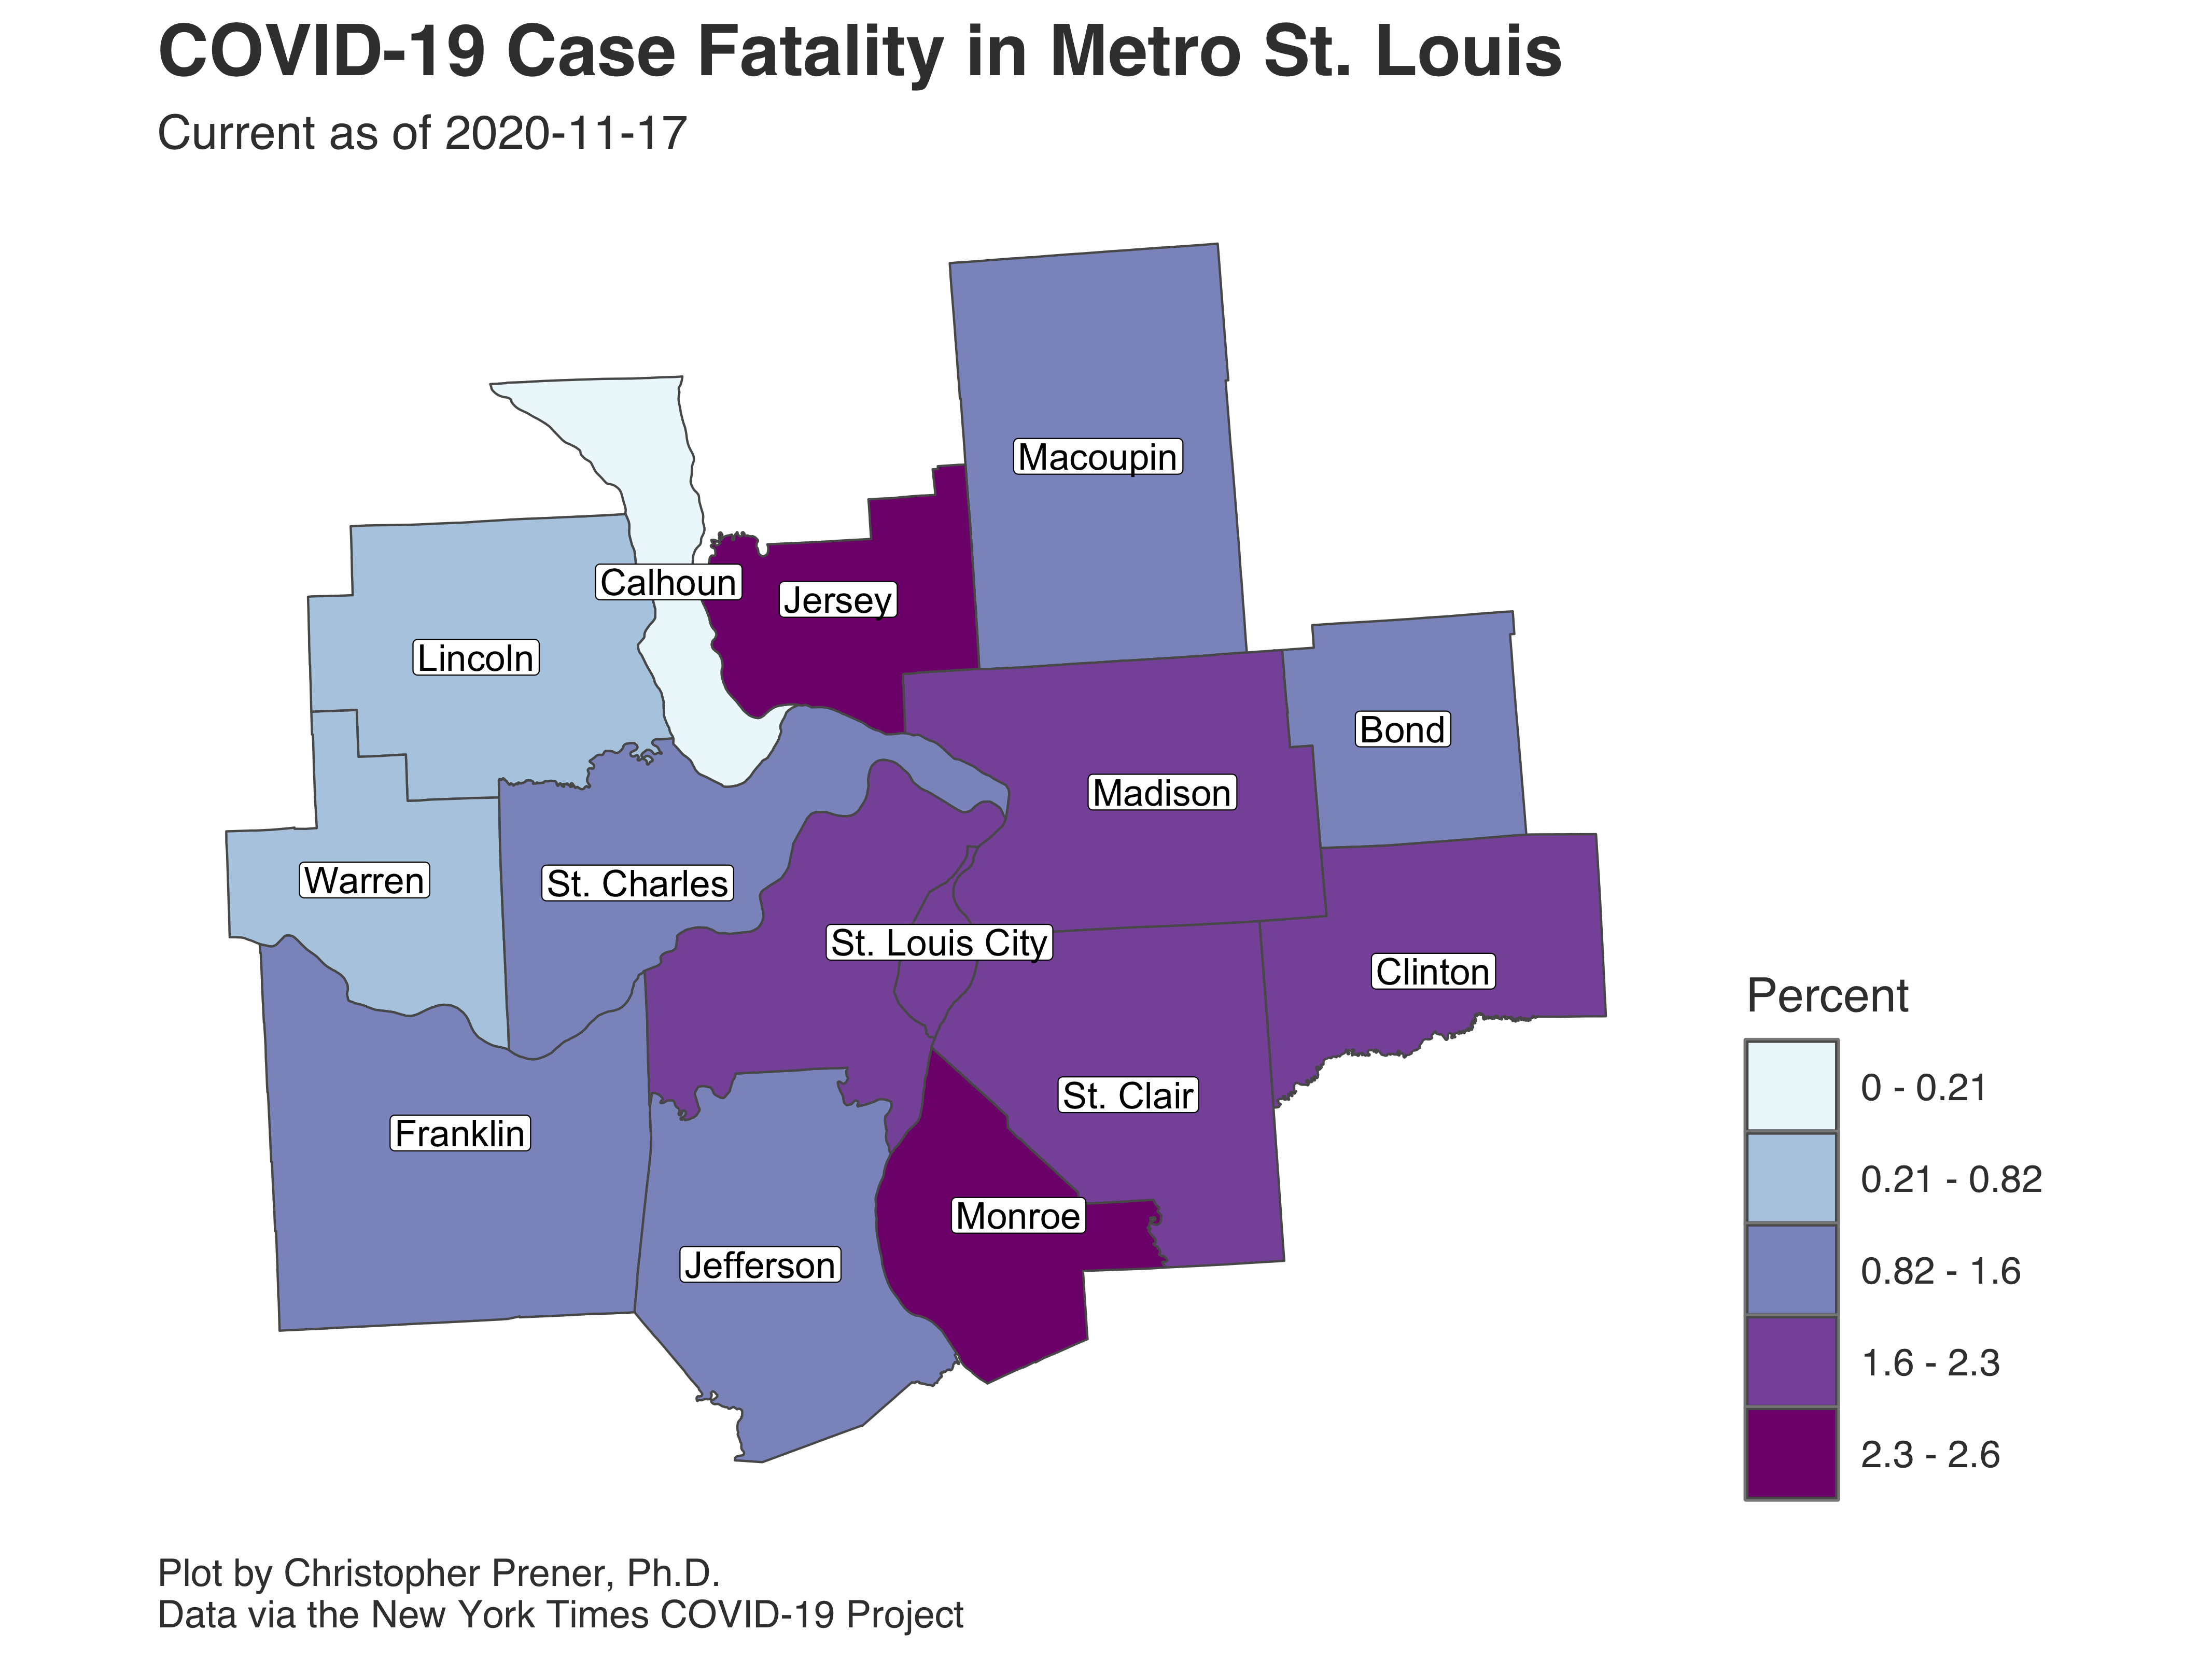 COVID-19 Case Fatality in Metro St. Louis
Current as of 2020-11-17
Macoupin
Calhoun
Jersey
Lincoln
Bond
Madison
Warren
St. Charles
St. Louis City
Clinton
St. Clair
Franklin
Monroe
Jefferson
Percent
0 - 0.21
0.21 - 0.82
0.82 - 1.6
1.6 - 2.3
2.3 - 2.6
Plot by Christopher Prener, Ph.D.
Data via the New York Times COVID-19 Project